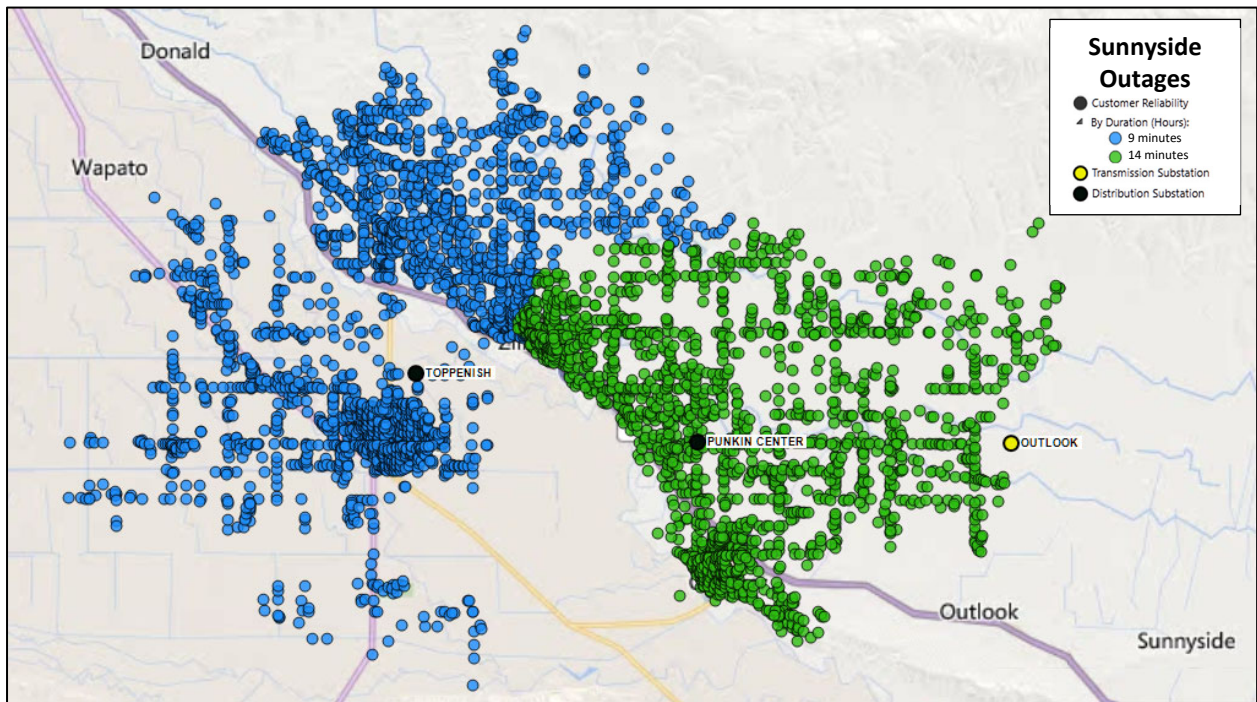 Donald
Wapato
Sunnyside
Outages
Customer Reliability
By Duration (Hours):
9 minutes
14 minutes
Transmission Substation
Distribution Substation
Zil
TOPPENISH
PUNKIN CENTER
OUTLOOK
Outlook
Sunnyside